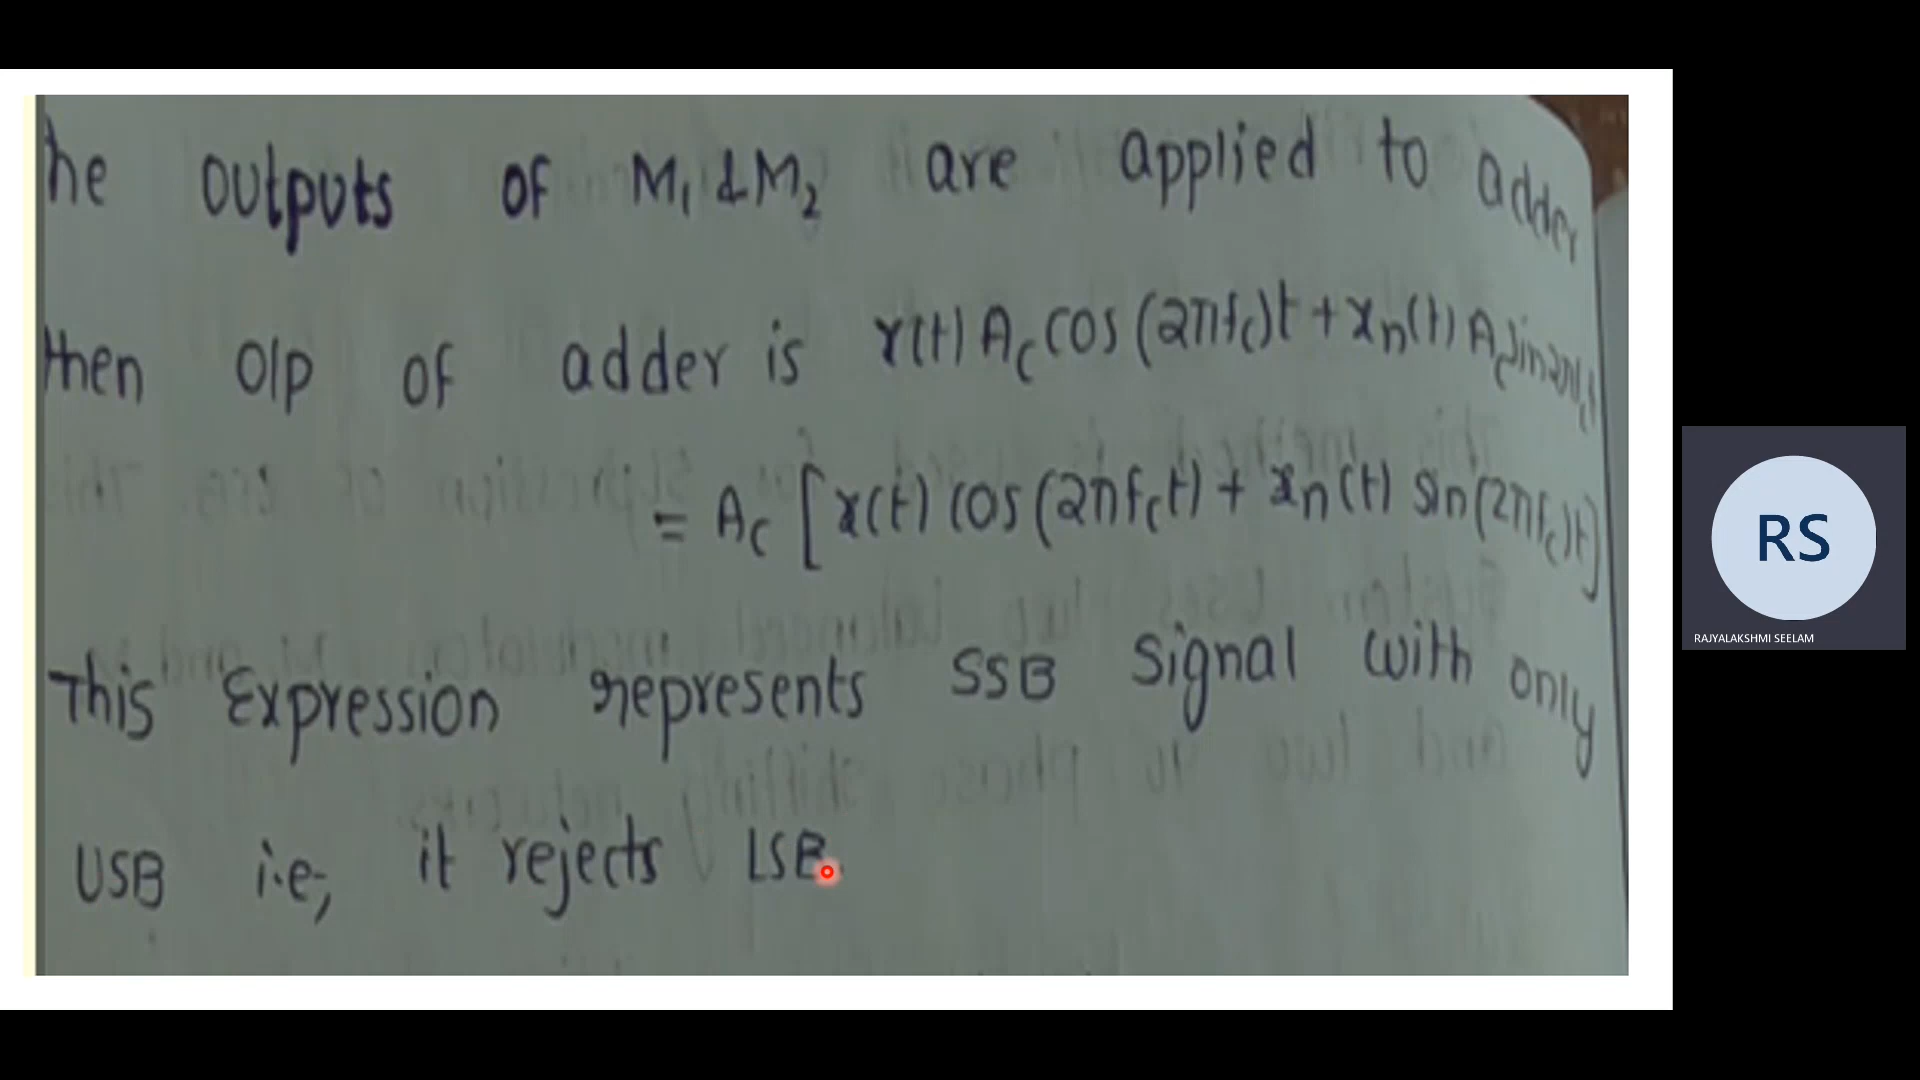 he outputs of M₁ & M₂ are applied to adder
then O/p of adder is x(t) Ac cos (2πfc)t + xn(t) Ac sin2πfct
= Ac [x(t) cos (2πfct) + xn(t) sin(2πfc)t]
This Expression represents SSB signal with only
USB i.e, it rejects LSB.
RS
RAJYALAKSHMI SEELAM